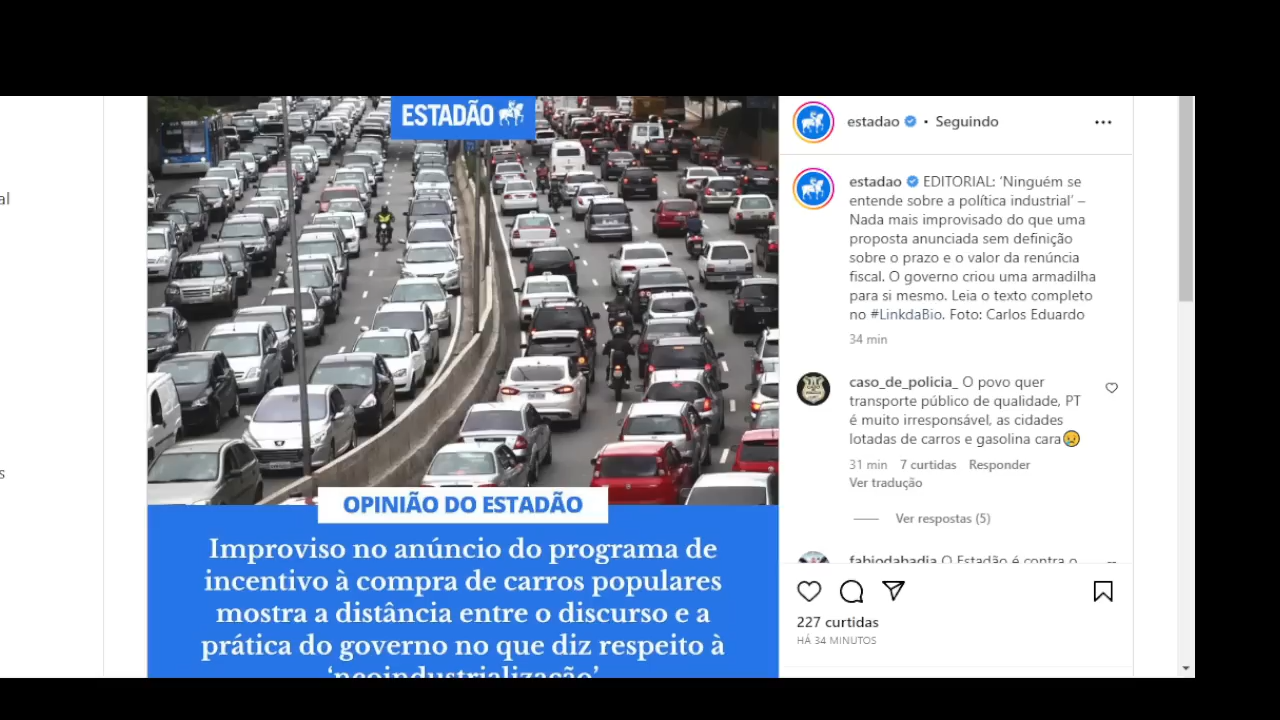 al
s
ESTADÃO
OPINIÃO DO ESTADÃO
Improviso no anúncio do programa de
incentivo à compra de carros populares
mostra a distância entre o discurso e a
prática do governo no que diz respeito à
‘neoindustrialização’
estadao • Seguindo
estadao EDITORIAL: ‘Ninguém se
entende sobre a política industrial’ –
Nada mais improvisado do que uma
proposta anunciada sem definição
sobre o prazo e o valor da renúncia
fiscal. O governo criou uma armadilha
para si mesmo. Leia o texto completo
no #LinkdaBio. Foto: Carlos Eduardo
34 min
caso_de_policia_ O povo quer
transporte público de qualidade, PT
é muito irresponsável, as cidades
lotadas de carros e gasolina cara😢
31 min 7 curtidas Responder
Ver tradução
Ver respostas (5)
fabiodahadia O Estadão é contra o
227 curtidas
HÁ 34 MINUTOS